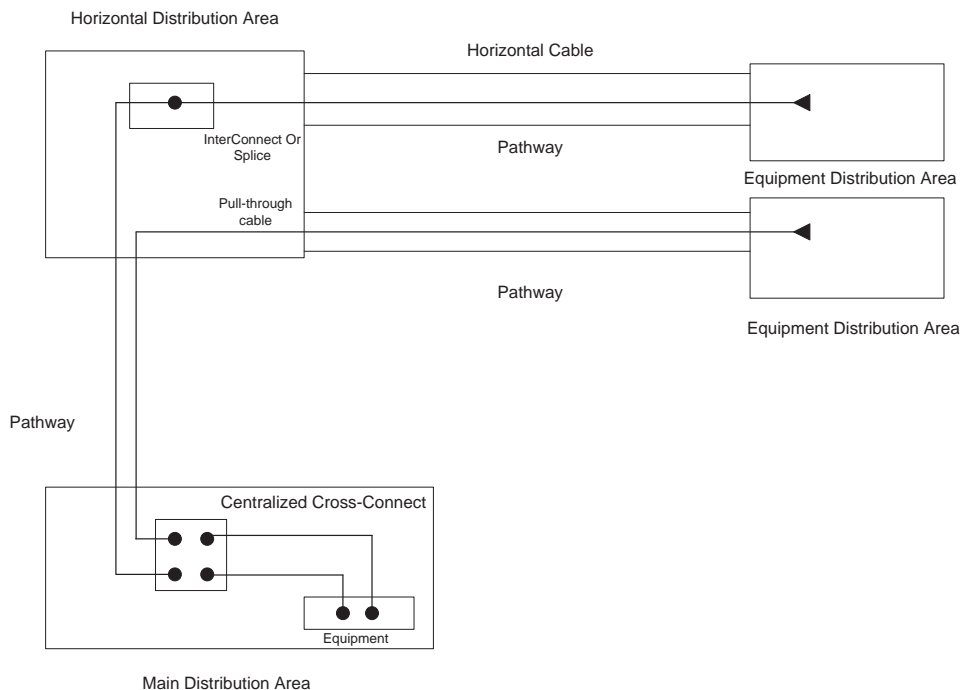 Horizontal Distribution Area
Horizontal Cable
InterConnect Or
Splice
Pathway
Equipment Distribution Area
Pull-through
cable
Pathway
Equipment Distribution Area
Pathway
Centralized Cross-Connect
Equipment
Main Distribution Area